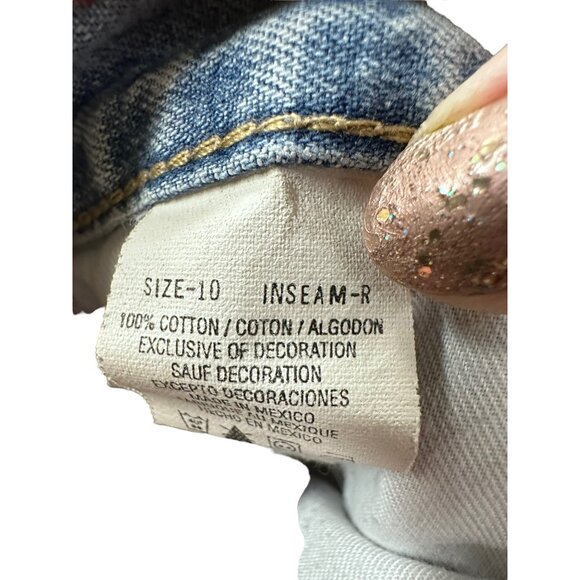 SIZE-10 INSEAM-R
100% COTTON / COTON / ALGODON
EXCLUSIVE OF DECORATION
SAUF DECORATION
EXCEPTO DECORACIONES
MADE IN MEXICO
FABRIQUE AU MEXIQUE
HECHO EN MEXICO